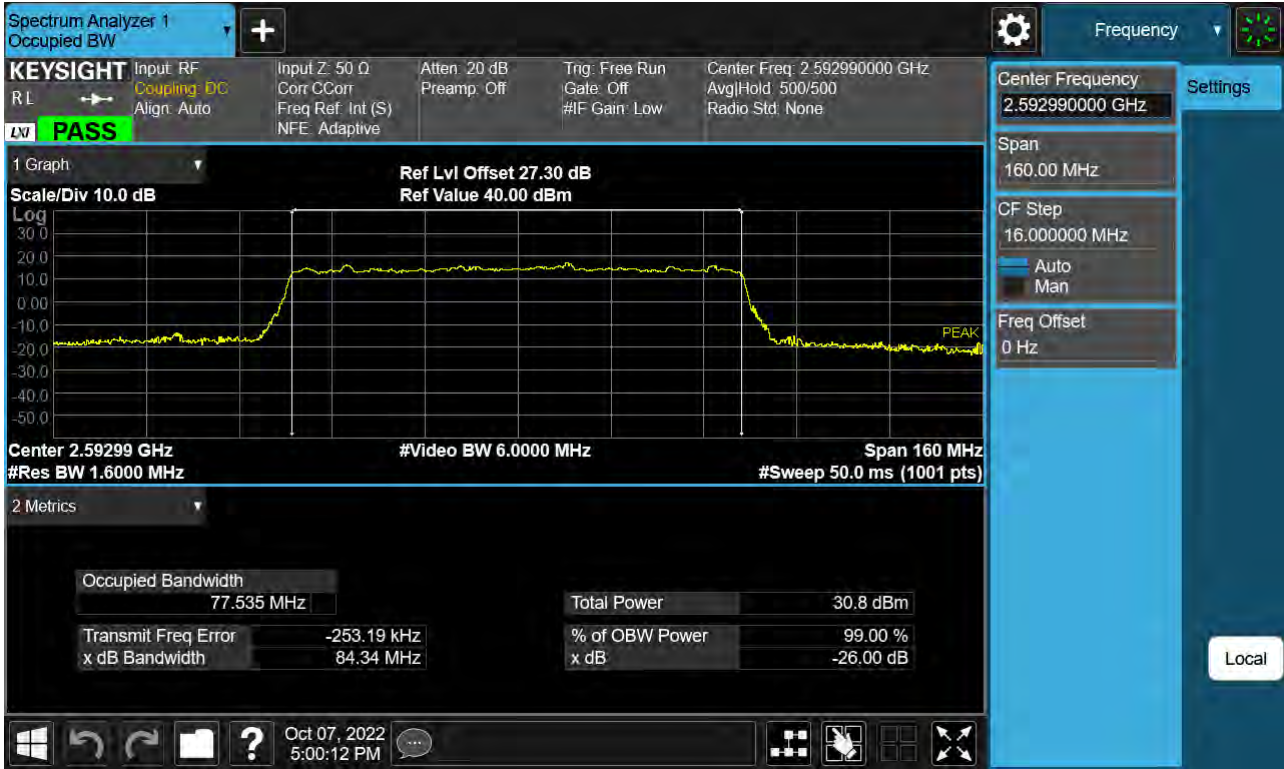 Spectrum Analyzer 1
Occupied BW
Frequency
KEYSIGHT
RL
LXI
PASS
Input: RF
Coupling: DC
Align: Auto
Input Z: 50 Ω
Corr CCorr
Freq Ref: Int (S)
NFE: Adaptive
Atten: 20 dB
Preamp: Off
Trig: Free Run
Gate: Off
#IF Gain: Low
Center Freq: 2.592990000 GHz
Avg|Hold: 500/500
Radio Std: None
1 Graph
Scale/Div 10.0 dB
Ref Lvl Offset 27.30 dB
Ref Value 40.00 dBm
Log
30.0
20.0
10.0
0.00
-10.0
-20.0
-30.0
-40.0
-50.0
PEAK
Center 2.59299 GHz
#Video BW 6.0000 MHz
Span 160 MHz
#Res BW 1.6000 MHz
#Sweep 50.0 ms (1001 pts)
2 Metrics
Occupied Bandwidth
77.535 MHz
Total Power 30.8 dBm
Transmit Freq Error -253.19 kHz
% of OBW Power 99.00 %
x dB Bandwidth 84.34 MHz
x dB -26.00 dB
Center Frequency
2.592990000 GHz
Settings
Span
160.00 MHz
CF Step
16.000000 MHz
Auto
Man
Freq Offset
0 Hz
Local
?
Oct 07, 2022
5:00:12 PM